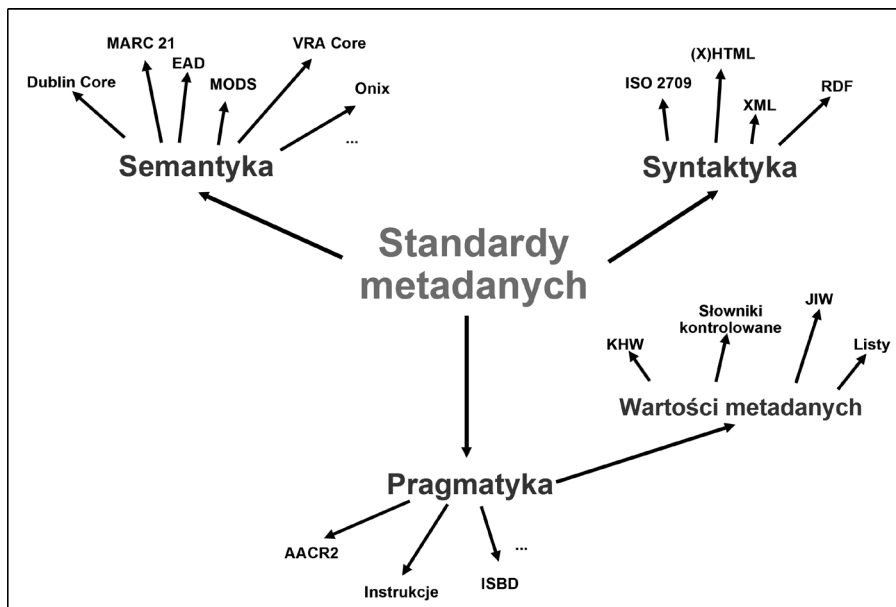 MARC 21
VRA Core
EAD
Dublin Core
MODS
Onix
...
Semantyka
(X)HTML
ISO 2709
RDF
XML
Syntaktyka
Standardy
metadanych
JIW
Słowniki
kontrolowane
KHW
Listy
Wartości metadanych
Pragmatyka
AACR2
...
Instrukcje
ISBD